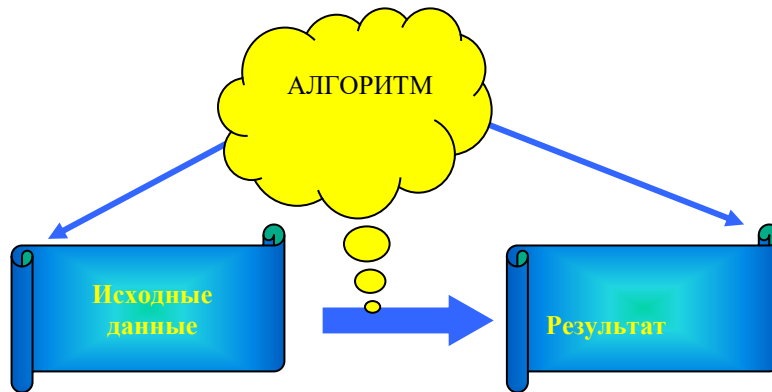 АЛГОРИТМ
Исходные
данные
Результат